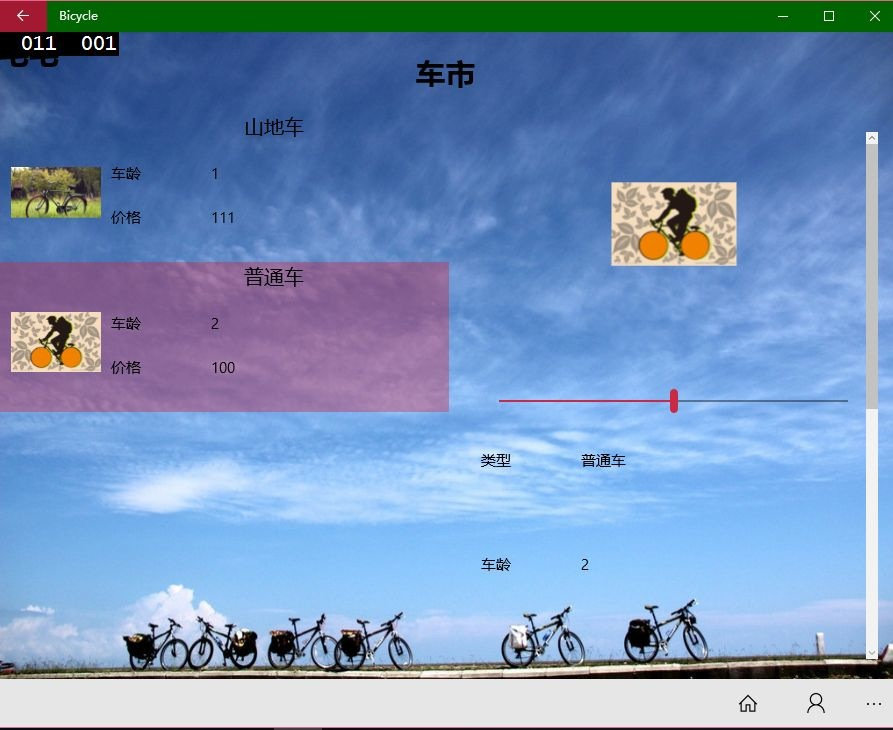 Bicycle
011 001
车市
山地车
车龄 1
价格 111
普通车
车龄 2
价格 100
类型 普通车
车龄 2